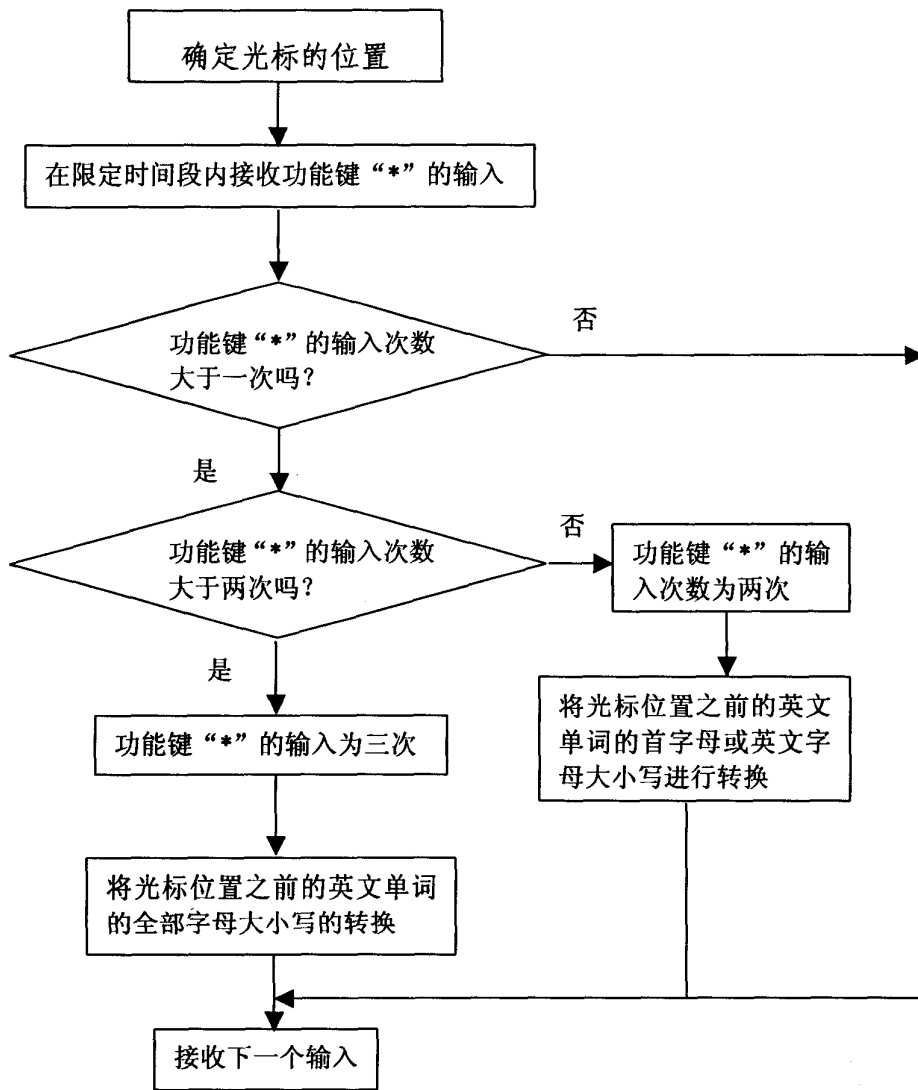 确定光标的位置
在限定时间段内接收功能键“*”的输入
功能键“*”的输入次数
大于一次吗？
否
是
功能键“*”的输入次数
大于两次吗？
否
功能键“*”的输
入次数为两次
是
功能键“*”的输入为三次
将光标位置之前的英文
单词的首字母或英文字
母大小写进行转换
将光标位置之前的英文单词
的全部字母大小写的转换
接收下一个输入